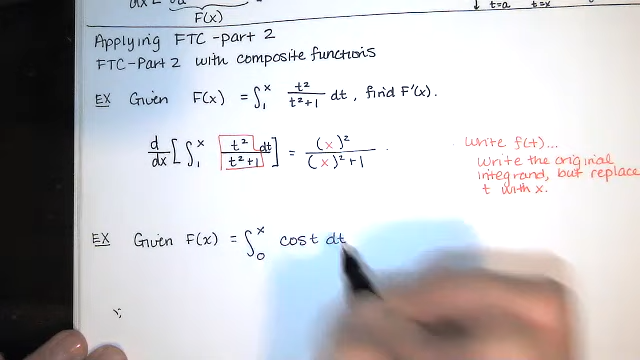 F(x)
t=a t=x
Applying FTC-part 2
FTC-Part 2 with composite functions
EX Given F(x) = ∫₁ˣ t²/(t²+1) dt, find F'(x).
d/dx [∫₁ˣ t²/(t²+1) dt] = (x)²/((x)²+1)
write f(t)...
Write the original
integrand, but replace
t with x.
EX Given F(x) = ∫₀ˣ cost dt